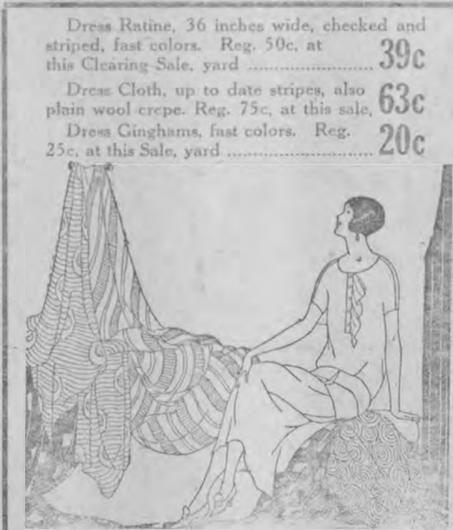 Dress Ratine, 36 inches wide, checked and
striped, fast colors. Reg. 50c, at
this Clearing Sale, yard .................... 39c
Dress Cloth, up to date stripes, also
plain wool crepe. Reg. 75c, at this sale, 63c
Dress Ginghams, fast colors. Reg.
25c, at this Sale, yard ........................ 20c